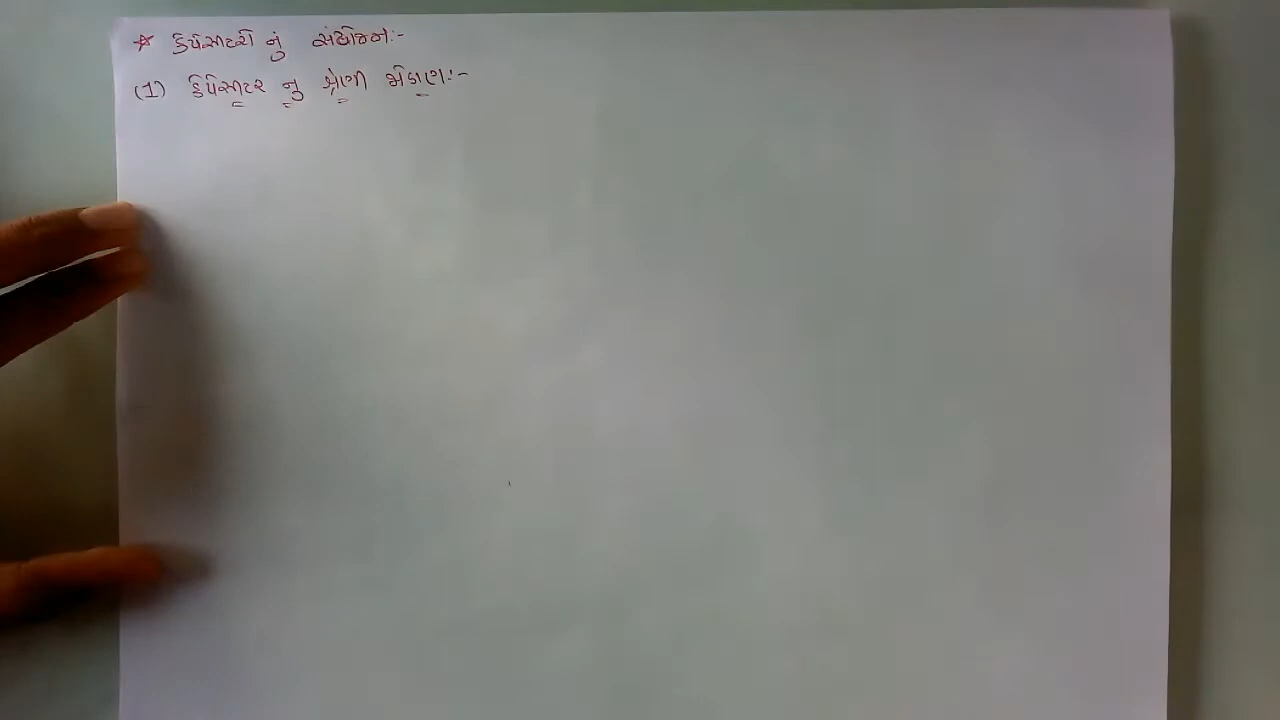 * કેપેસીટરો નું સંયોજન:-
(1) કેપેસીટર નુ શ્રેણી જોડાણ:-